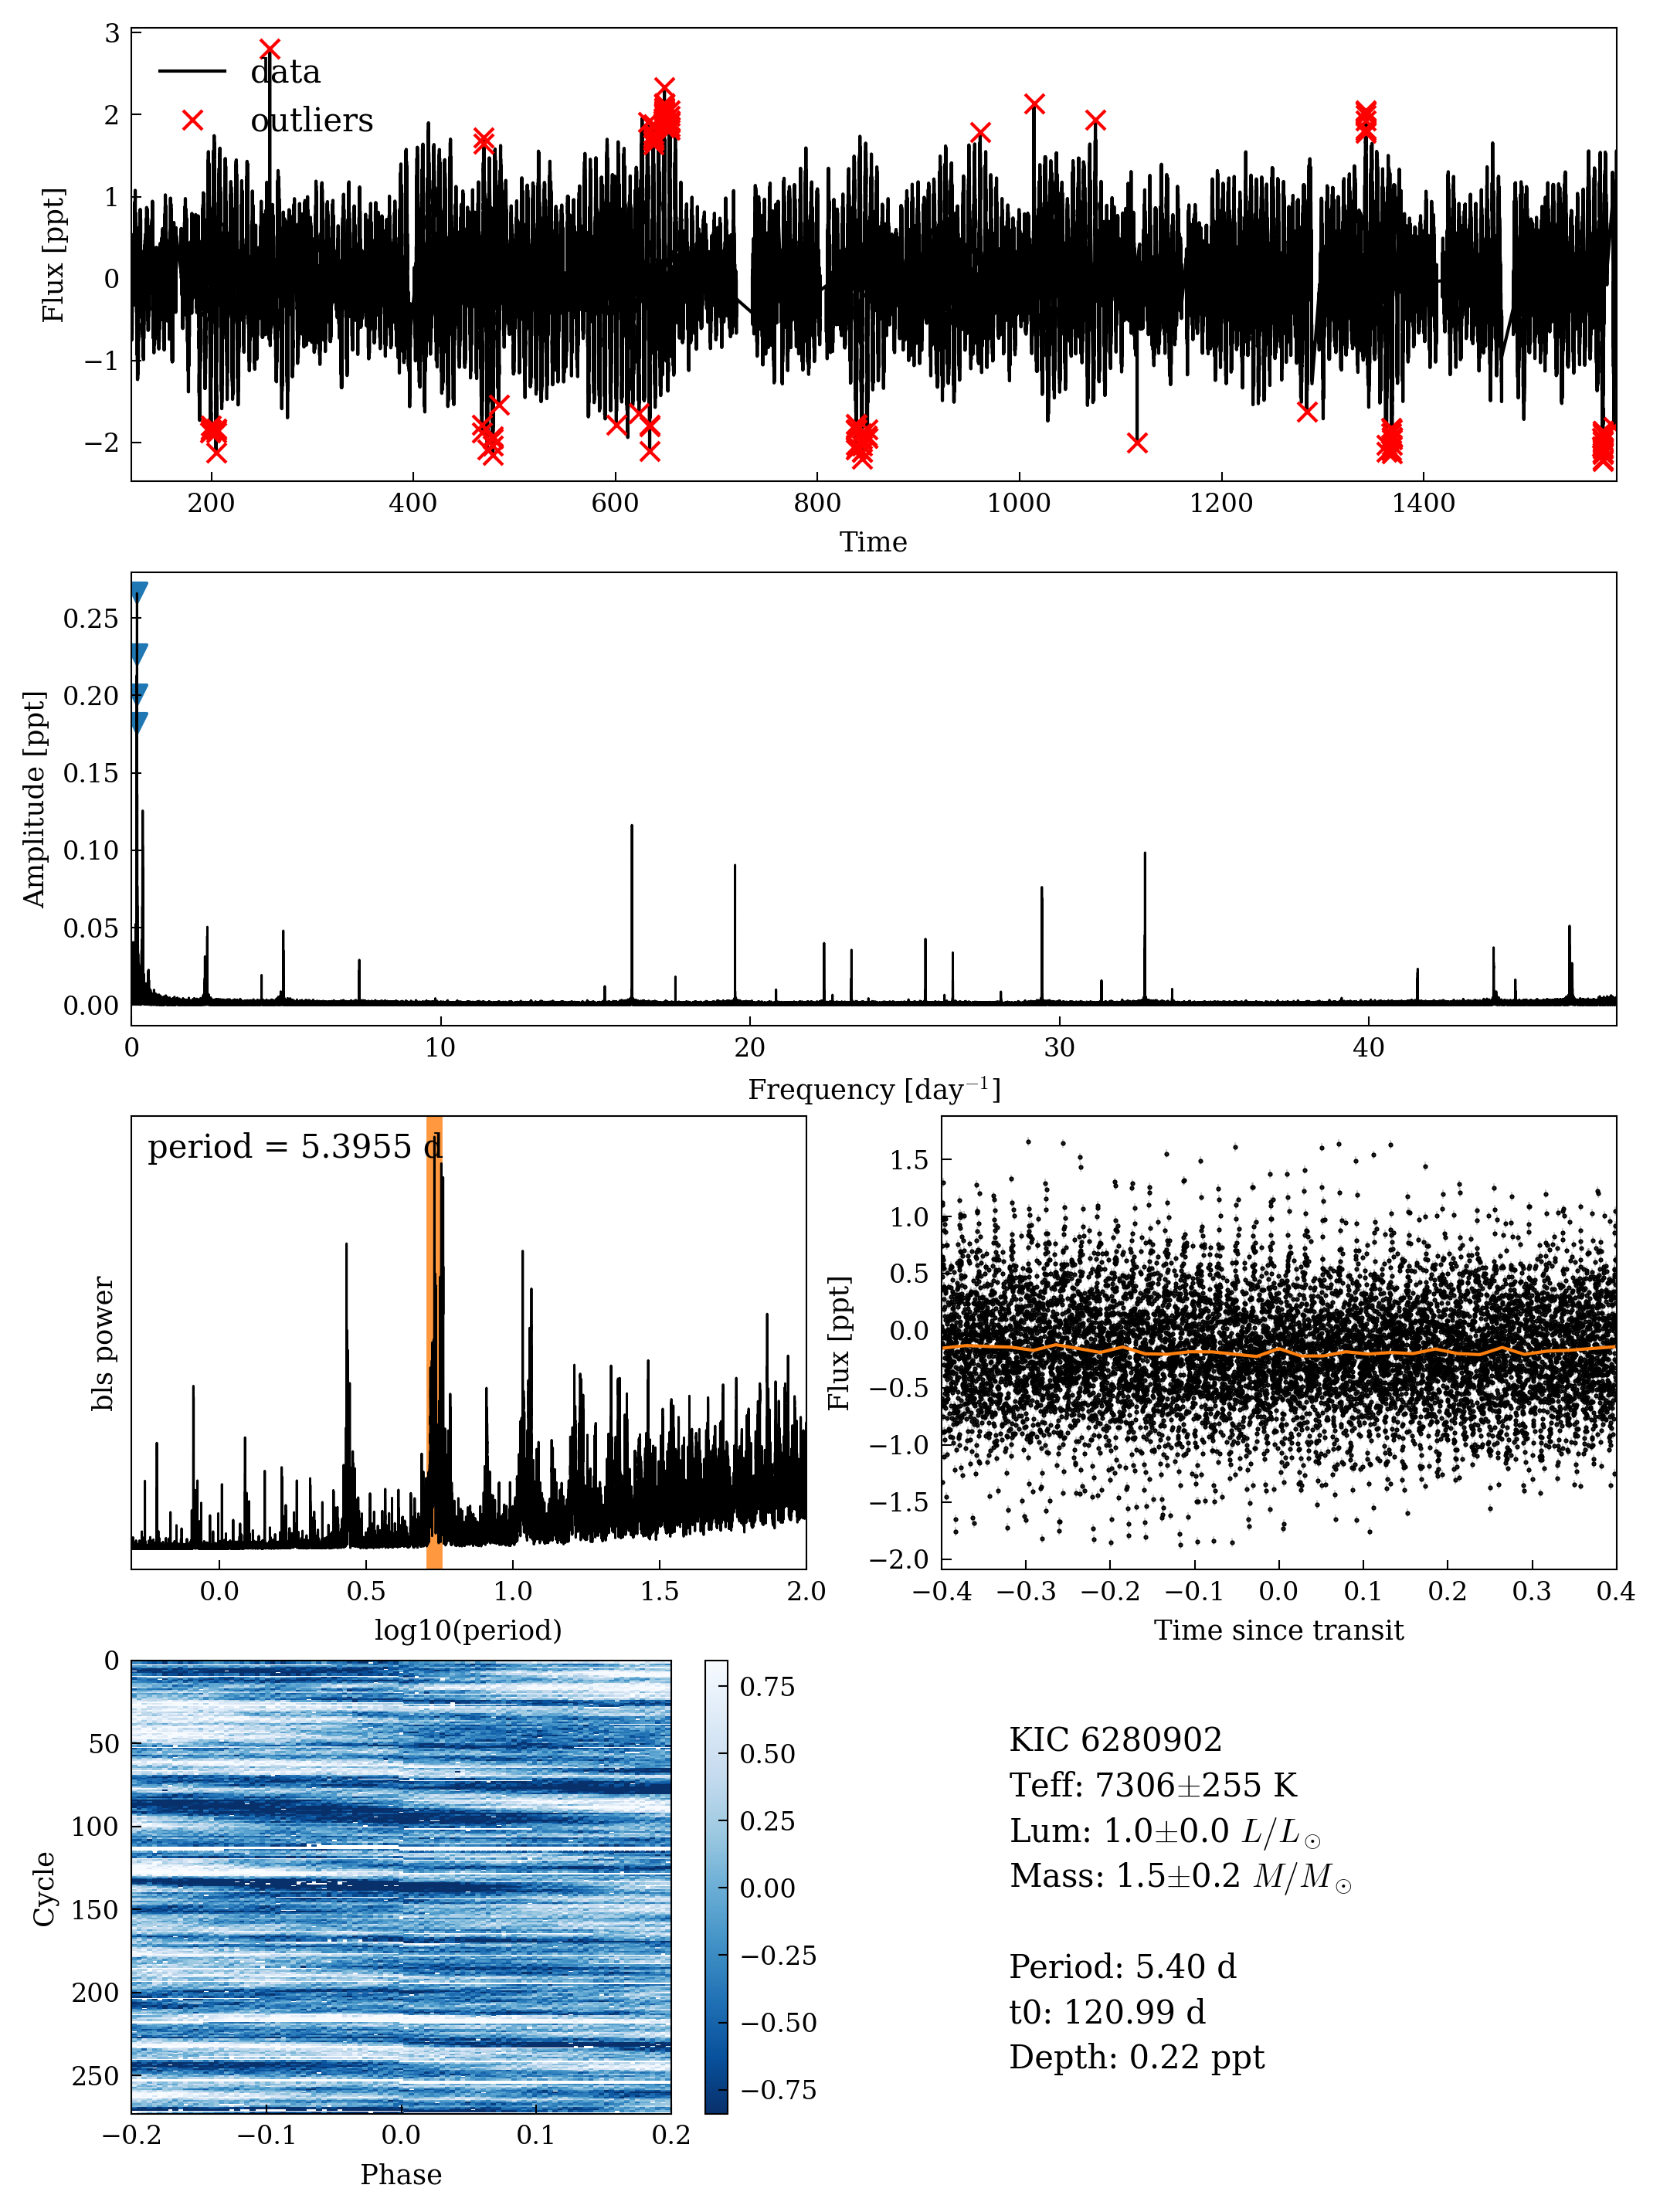 3
2
1
0
−1
−2
Flux [ppt]
data
outliers
200 400 600 800 1000 1200 1400
Time
0.25
0.20
0.15
0.10
0.05
0.00
Amplitude [ppt]
0 10 20 30 40
Frequency [day⁻¹]
period = 5.3955 d
bls power
0.0 0.5 1.0 1.5 2.0
log10(period)
1.5
1.0
0.5
0.0
−0.5
−1.0
−1.5
−2.0
Flux [ppt]
−0.4 −0.3 −0.2 −0.1 0.0 0.1 0.2 0.3 0.4
Time since transit
0
50
100
150
200
250
Cycle
−0.2 −0.1 0.0 0.1 0.2
Phase
0.75
0.50
0.25
0.00
−0.25
−0.50
−0.75
KIC 6280902
Teff: 7306±255 K
Lum: 1.0±0.0 L/L☉
Mass: 1.5±0.2 M/M☉
Period: 5.40 d
t0: 120.99 d
Depth: 0.22 ppt